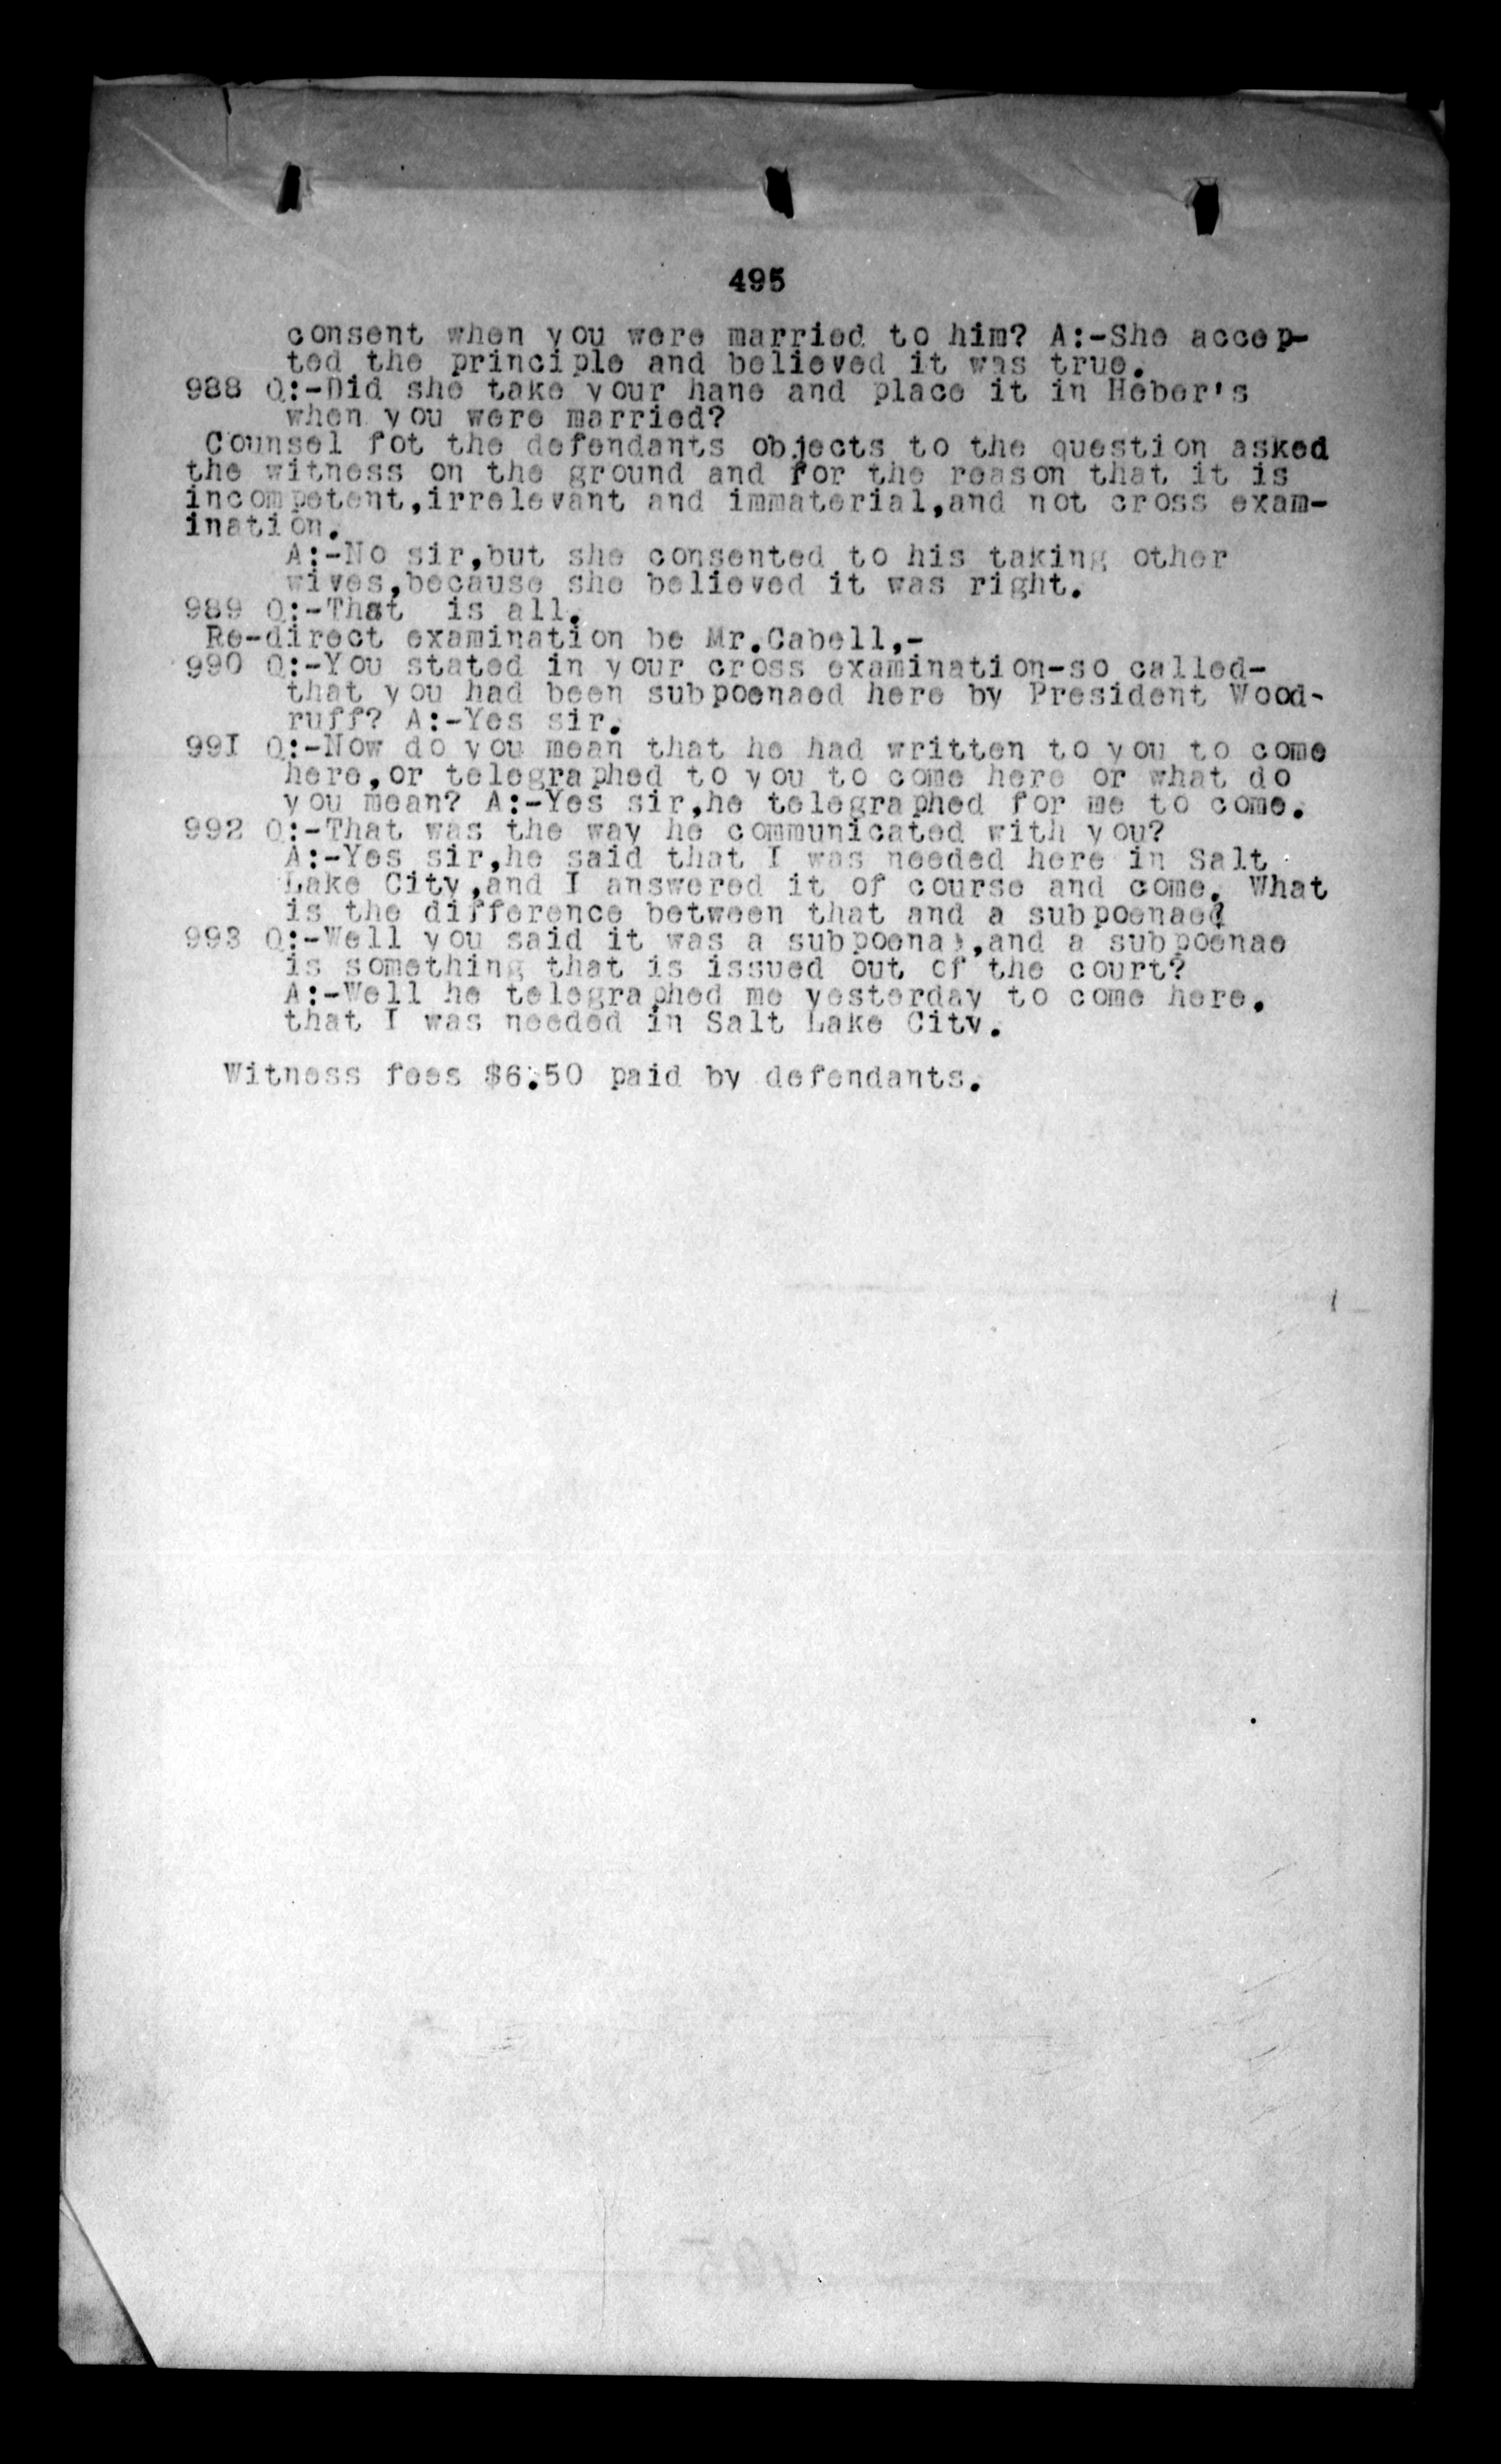 495
consent when you were married to him? A:-She accep-
ted the principle and believed it was true.
988 Q:-Did she take your hane and place it in Heber's
when you were married?
Counsel fot the defendants objects to the question asked
the witness on the ground and for the reason that it is
incompetent,irrelevant and immaterial,and not cross exam-
ination.
A:-No sir,but she consented to his taking other
wives,because she believed it was right.
989 Q:-That is all.
Re-direct examination be Mr.Cabell,-
990 Q:-You stated in your cross examination-so called-
that you had been subpoenaed here by President Wood-
ruff? A:-Yes sir.
991 Q:-Now do you mean that he had written to you to come
here,or telegraphed to you to come here or what do
you mean? A:-Yes sir,he telegraphed for me to come.
992 Q:-That was the way he communicated with you?
A:-Yes sir,he said that I was needed here in Salt
Lake City,and I answered it of course and come. What
is the difference between that and a subpoenae?
993 Q:-Well you said it was a subpoena,and a subpoenae
is something that is issued out of the court?
A:-Well he telegraphed me yesterday to come here.
that I was needed in Salt Lake City.
Witness fees $6.50 paid by defendants.